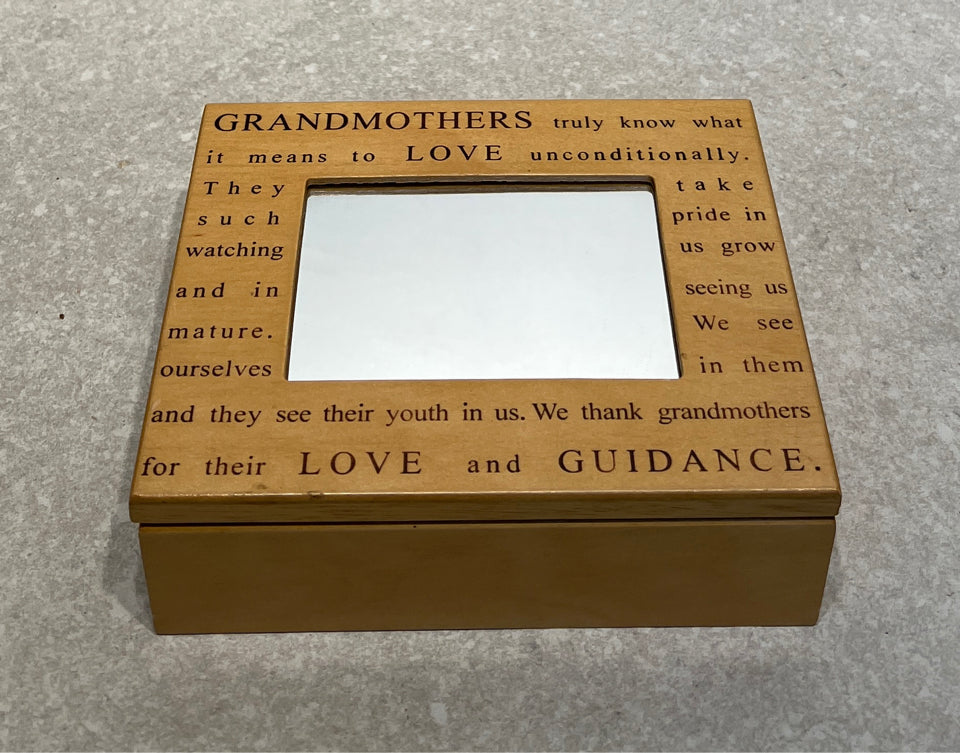 GRANDMOTHERS truly know what
it means to LOVE unconditionally.
They take
such pride in
watching us grow
and in seeing us
mature. We see
ourselves in them
and they see their youth in us. We thank grandmothers
for their LOVE and GUIDANCE.